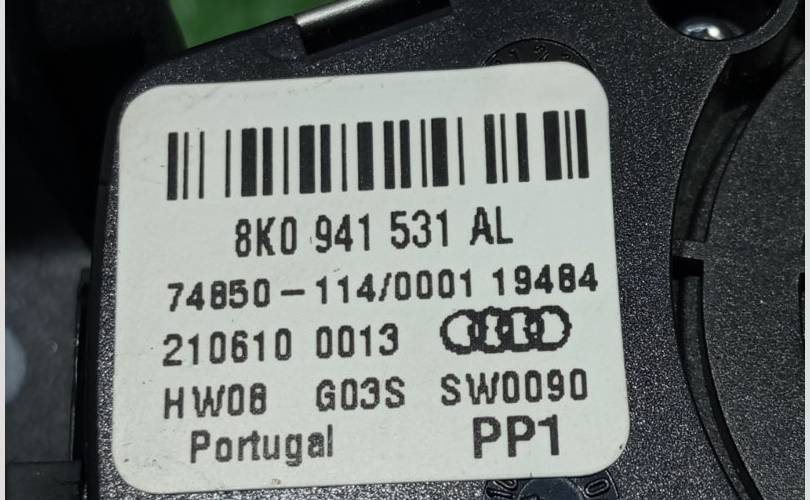 8K0 941 531 AL
74850-114/0001 19484
210610 0013
HW08 G03S SW0090
Portugal PP1